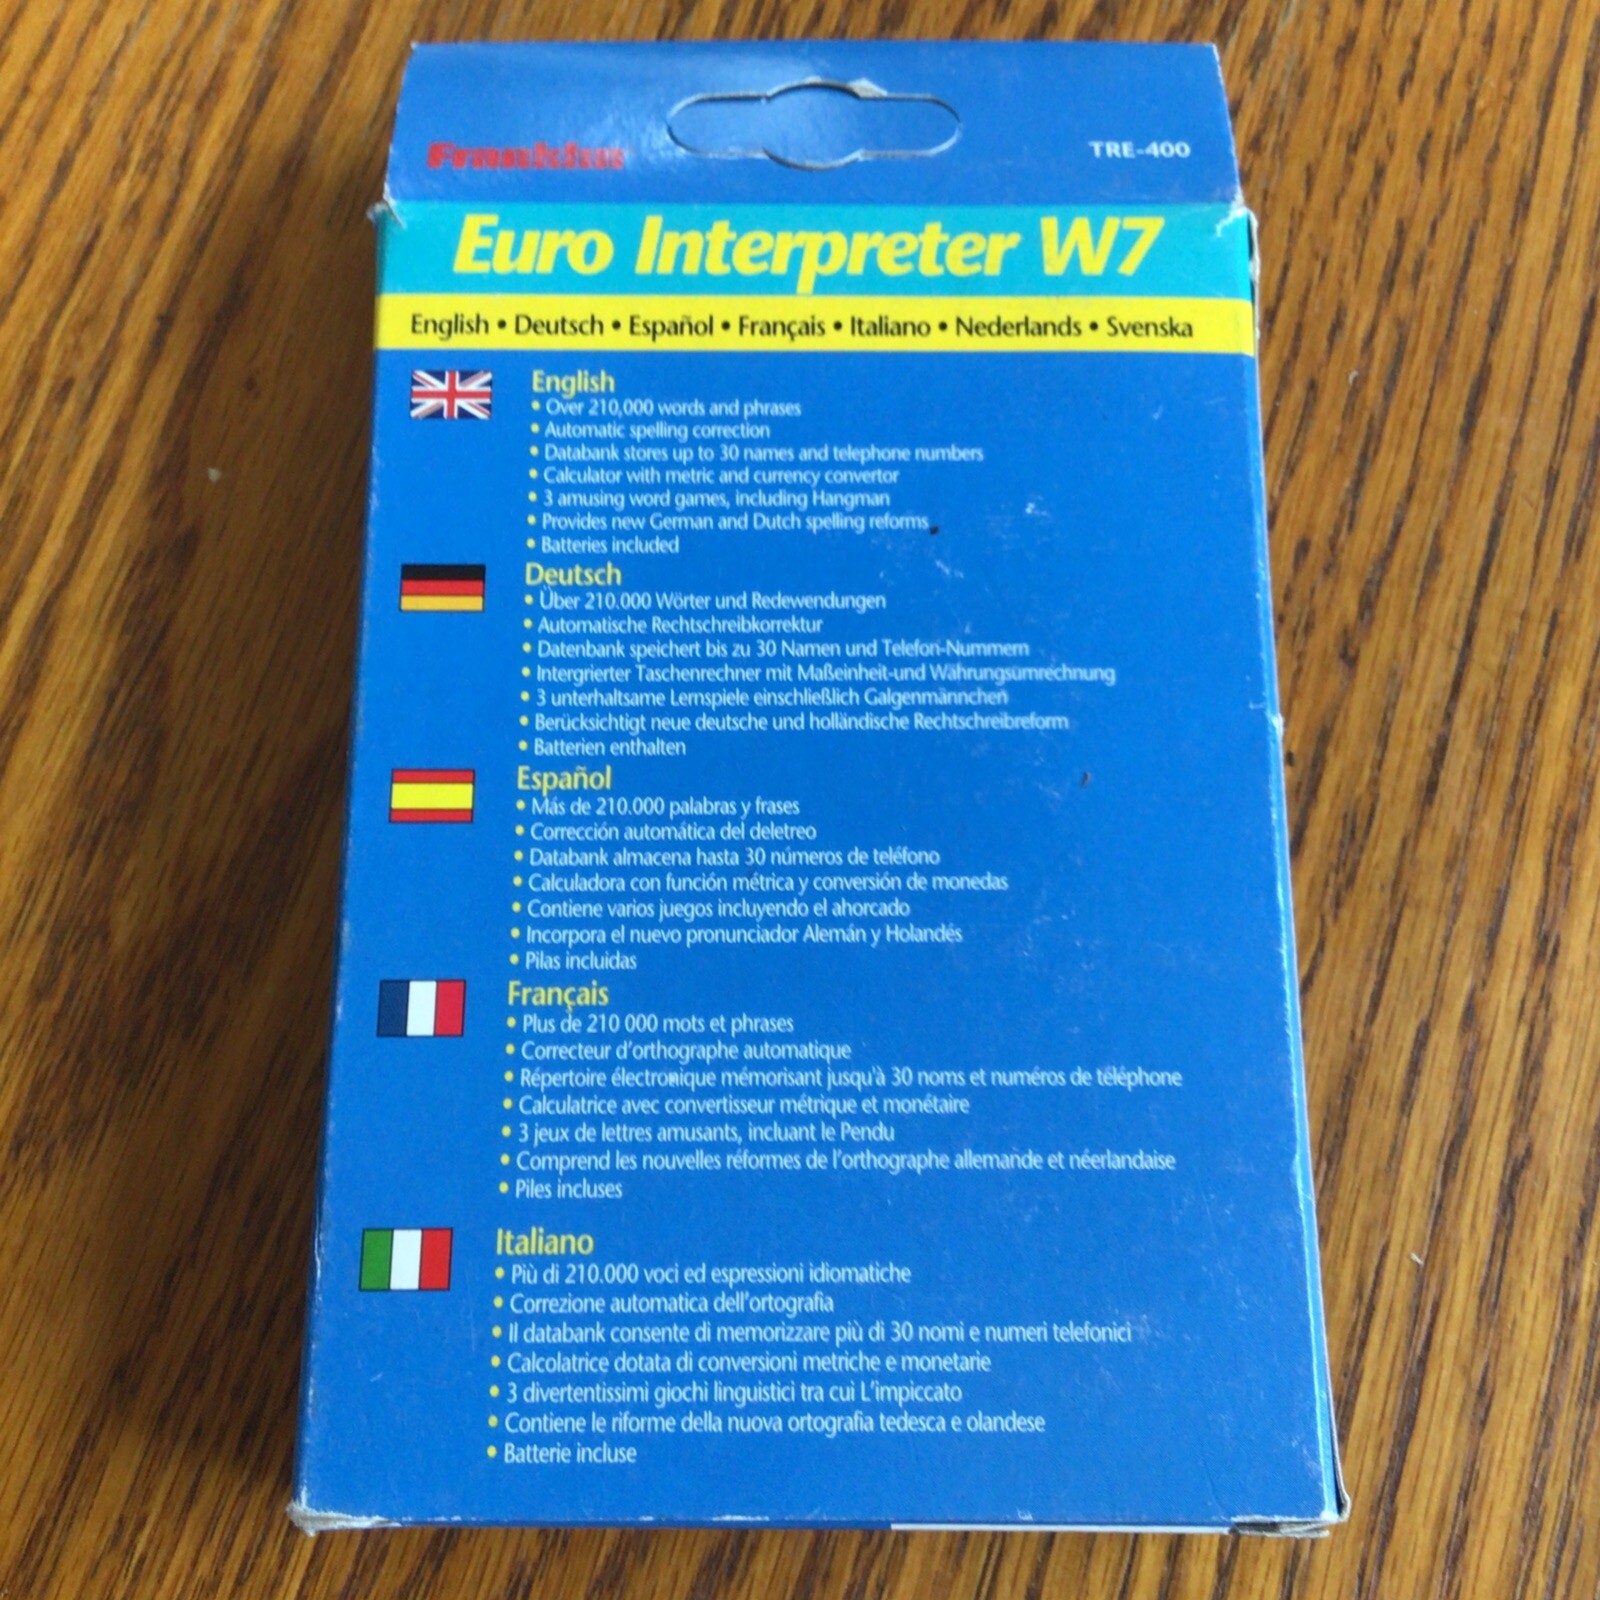 Franklin
TRE-400
Euro Interpreter W7
English • Deutsch • Español • Français • Italiano • Nederlands • Svenska
English
• Over 210,000 words and phrases
• Automatic spelling correction
• Databank stores up to 30 names and telephone numbers
• Calculator with metric and currency convertor
• 3 amusing word games, including Hangman
• Provides new German and Dutch spelling reforms
• Batteries included
Deutsch
• Über 210.000 Wörter und Redewendungen
• Automatische Rechtschreibkorrektur
• Datenbank speichert bis zu 30 Namen und Telefon-Nummern
• Intergrierter Taschenrechner mit Maßeinheit-und Währungsumrechnung
• 3 unterhaltsame Lernspiele einschließlich Galgenmännchen
• Berücksichtigt neue deutsche und holländische Rechtschreibreform
• Batterien enthalten
Español
• Más de 210.000 palabras y frases
• Corrección automática del deletreo
• Databank almacena hasta 30 números de teléfono
• Calculadora con función métrica y conversión de monedas
• Contiene varios juegos incluyendo el ahorcado
• Incorpora el nuevo pronunciador Alemán y Holandés
• Pilas incluidas
Français
• Plus de 210 000 mots et phrases
• Correcteur d'orthographe automatique
• Répertoire électronique mémorisant jusqu'à 30 noms et numéros de téléphone
• Calculatrice avec convertisseur métrique et monétaire
• 3 jeux de lettres amusants, incluant le Pendu
• Comprend les nouvelles réformes de l'orthographe allemande et néerlandaise
• Piles incluses
Italiano
• Più di 210.000 voci ed espressioni idiomatiche
• Correzione automatica dell'ortografia
• Il databank consente di memorizzare più di 30 nomi e numeri telefonici
• Calcolatrice dotata di conversioni metriche e monetarie
• 3 divertentissimi giochi linguistici tra cui L'impiccato
• Contiene le riforme della nuova ortografia tedesca e olandese
• Batterie incluse